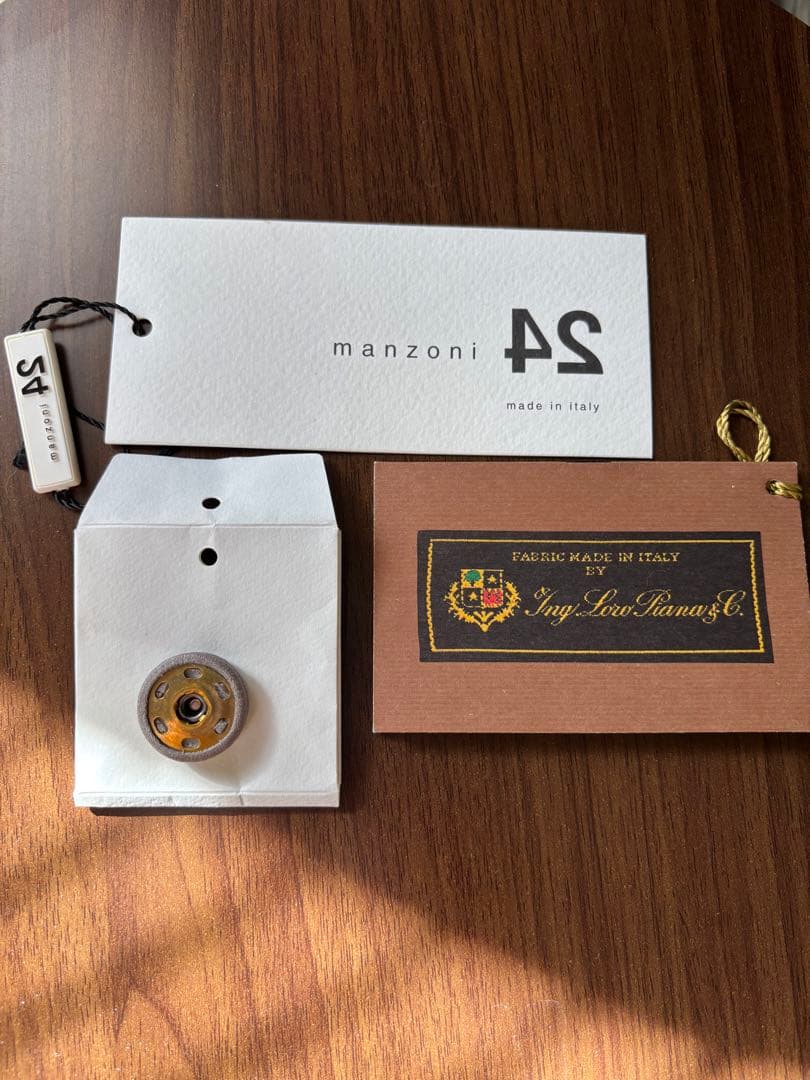 manzoni 24
made in italy
24
manzoni
FABRIC MADE IN ITALY
BY
Ing. Loro Piana & C.